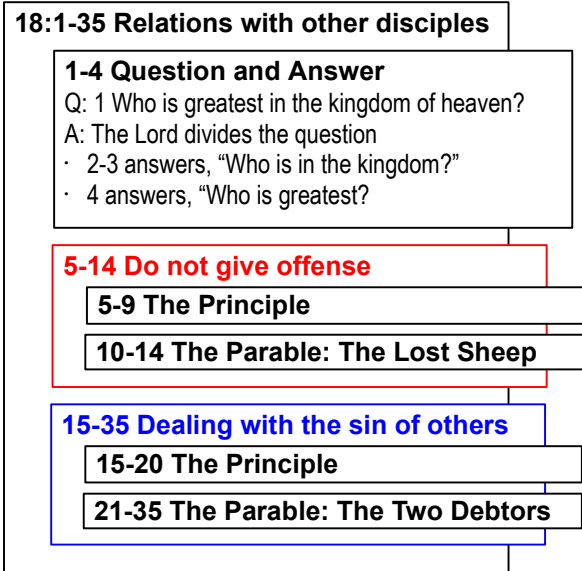 18:1-35 Relations with other disciples
1-4 Question and Answer
Q: 1 Who is greatest in the kingdom of heaven?
A: The Lord divides the question
· 2-3 answers, “Who is in the kingdom?”
· 4 answers, “Who is greatest?
5-14 Do not give offense
5-9 The Principle
10-14 The Parable: The Lost Sheep
15-35 Dealing with the sin of others
15-20 The Principle
21-35 The Parable: The Two Debtors